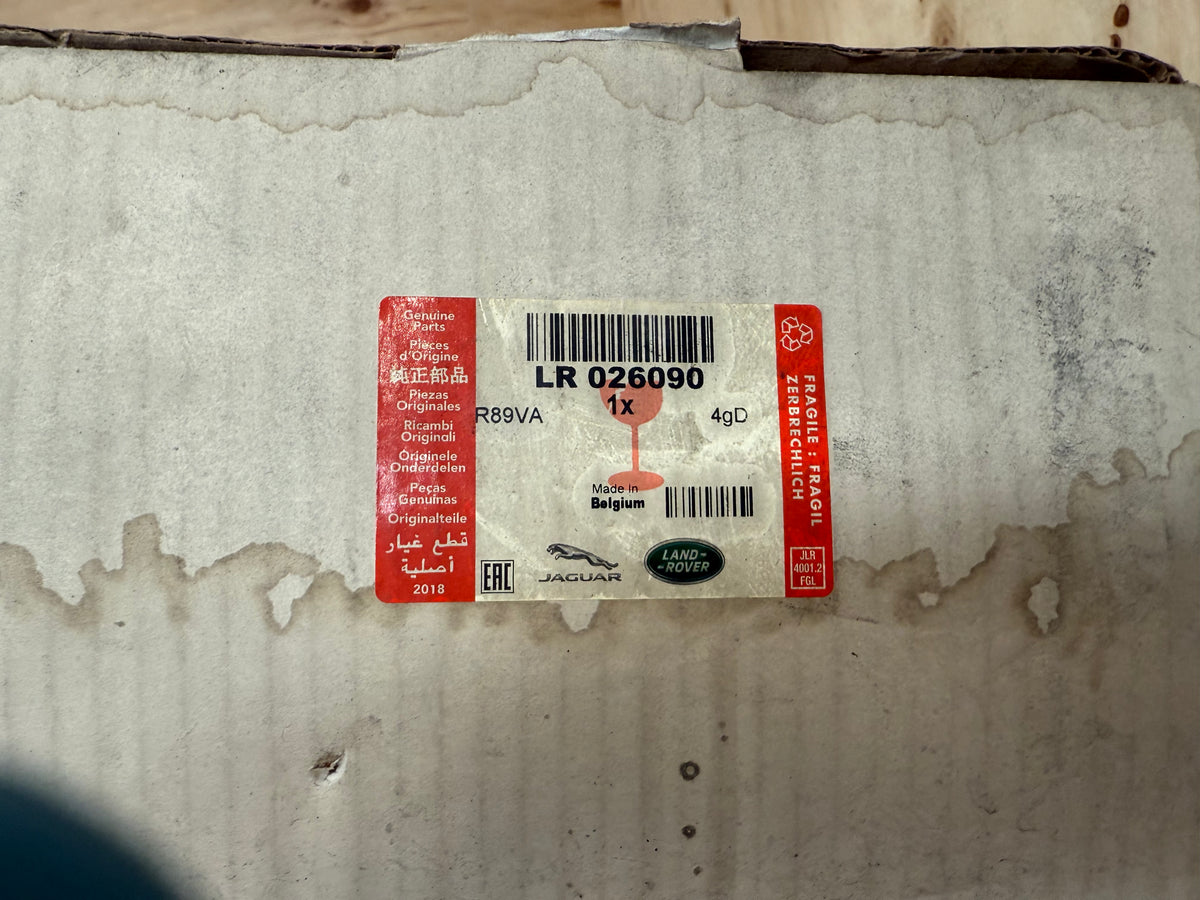 Genuine
Parts
Pièces
d'Origine
純正部品
Piezas
Originales
Ricambi
Originali
Originele
Onderdelen
Peças
Genuínas
Originalteile
قطع غيار
أصلية
2018
LR 026090
1x
R89VA
4gD
Made In
Belgium
EAC
JAGUAR
LAND-
-ROVER
FRAGILE : FRAGIL
ZERBRECHLICH
JLR
4001.2
FGL